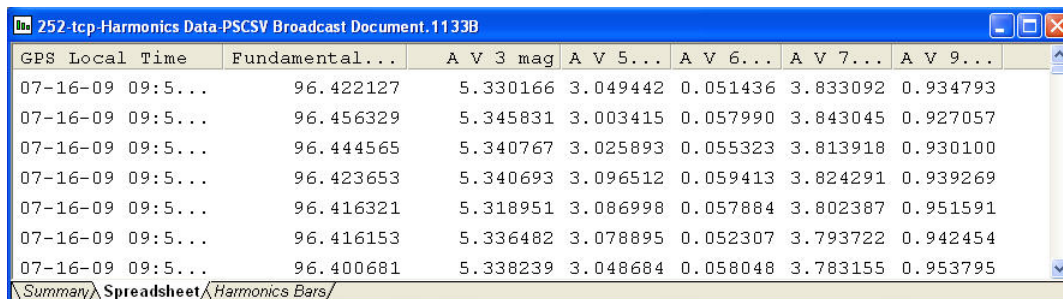 252-tcp-Harmonics Data-PSCSV Broadcast Document.1133B
GPS Local Time Fundamental... A V 3 mag A V 5... A V 6... A V 7... A V 9...
07-16-09 09:5... 96.422127 5.330166 3.049442 0.051436 3.833092 0.934793
07-16-09 09:5... 96.456329 5.345831 3.003415 0.057990 3.843045 0.927057
07-16-09 09:5... 96.444565 5.340767 3.025893 0.055323 3.813918 0.930100
07-16-09 09:5... 96.423653 5.340693 3.096512 0.059413 3.824291 0.939269
07-16-09 09:5... 96.416321 5.318951 3.086998 0.057884 3.802387 0.951591
07-16-09 09:5... 96.416153 5.336482 3.078895 0.052307 3.793722 0.942454
07-16-09 09:5... 96.400681 5.338239 3.048684 0.058048 3.783155 0.953795
Summary Spreadsheet Harmonics Bars